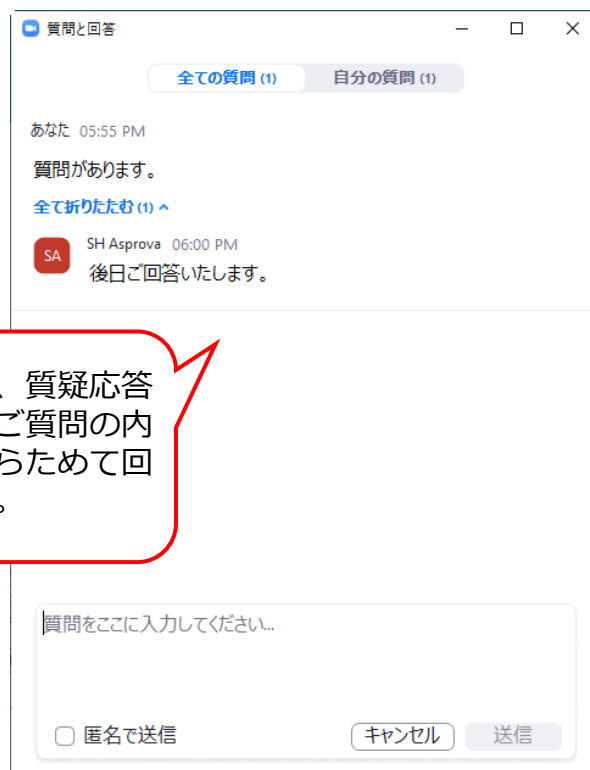 質問と回答
全ての質問 (1) 自分の質問 (1)
あなた 05:55 PM
質問があります。
全て折りたたむ (1)
SA
SH Asprova 06:00 PM
後日ご回答いたします。
、質疑応答
ご質問の内
らためて回
。
質問をここに入力してください...
匿名で送信 キャンセル 送信